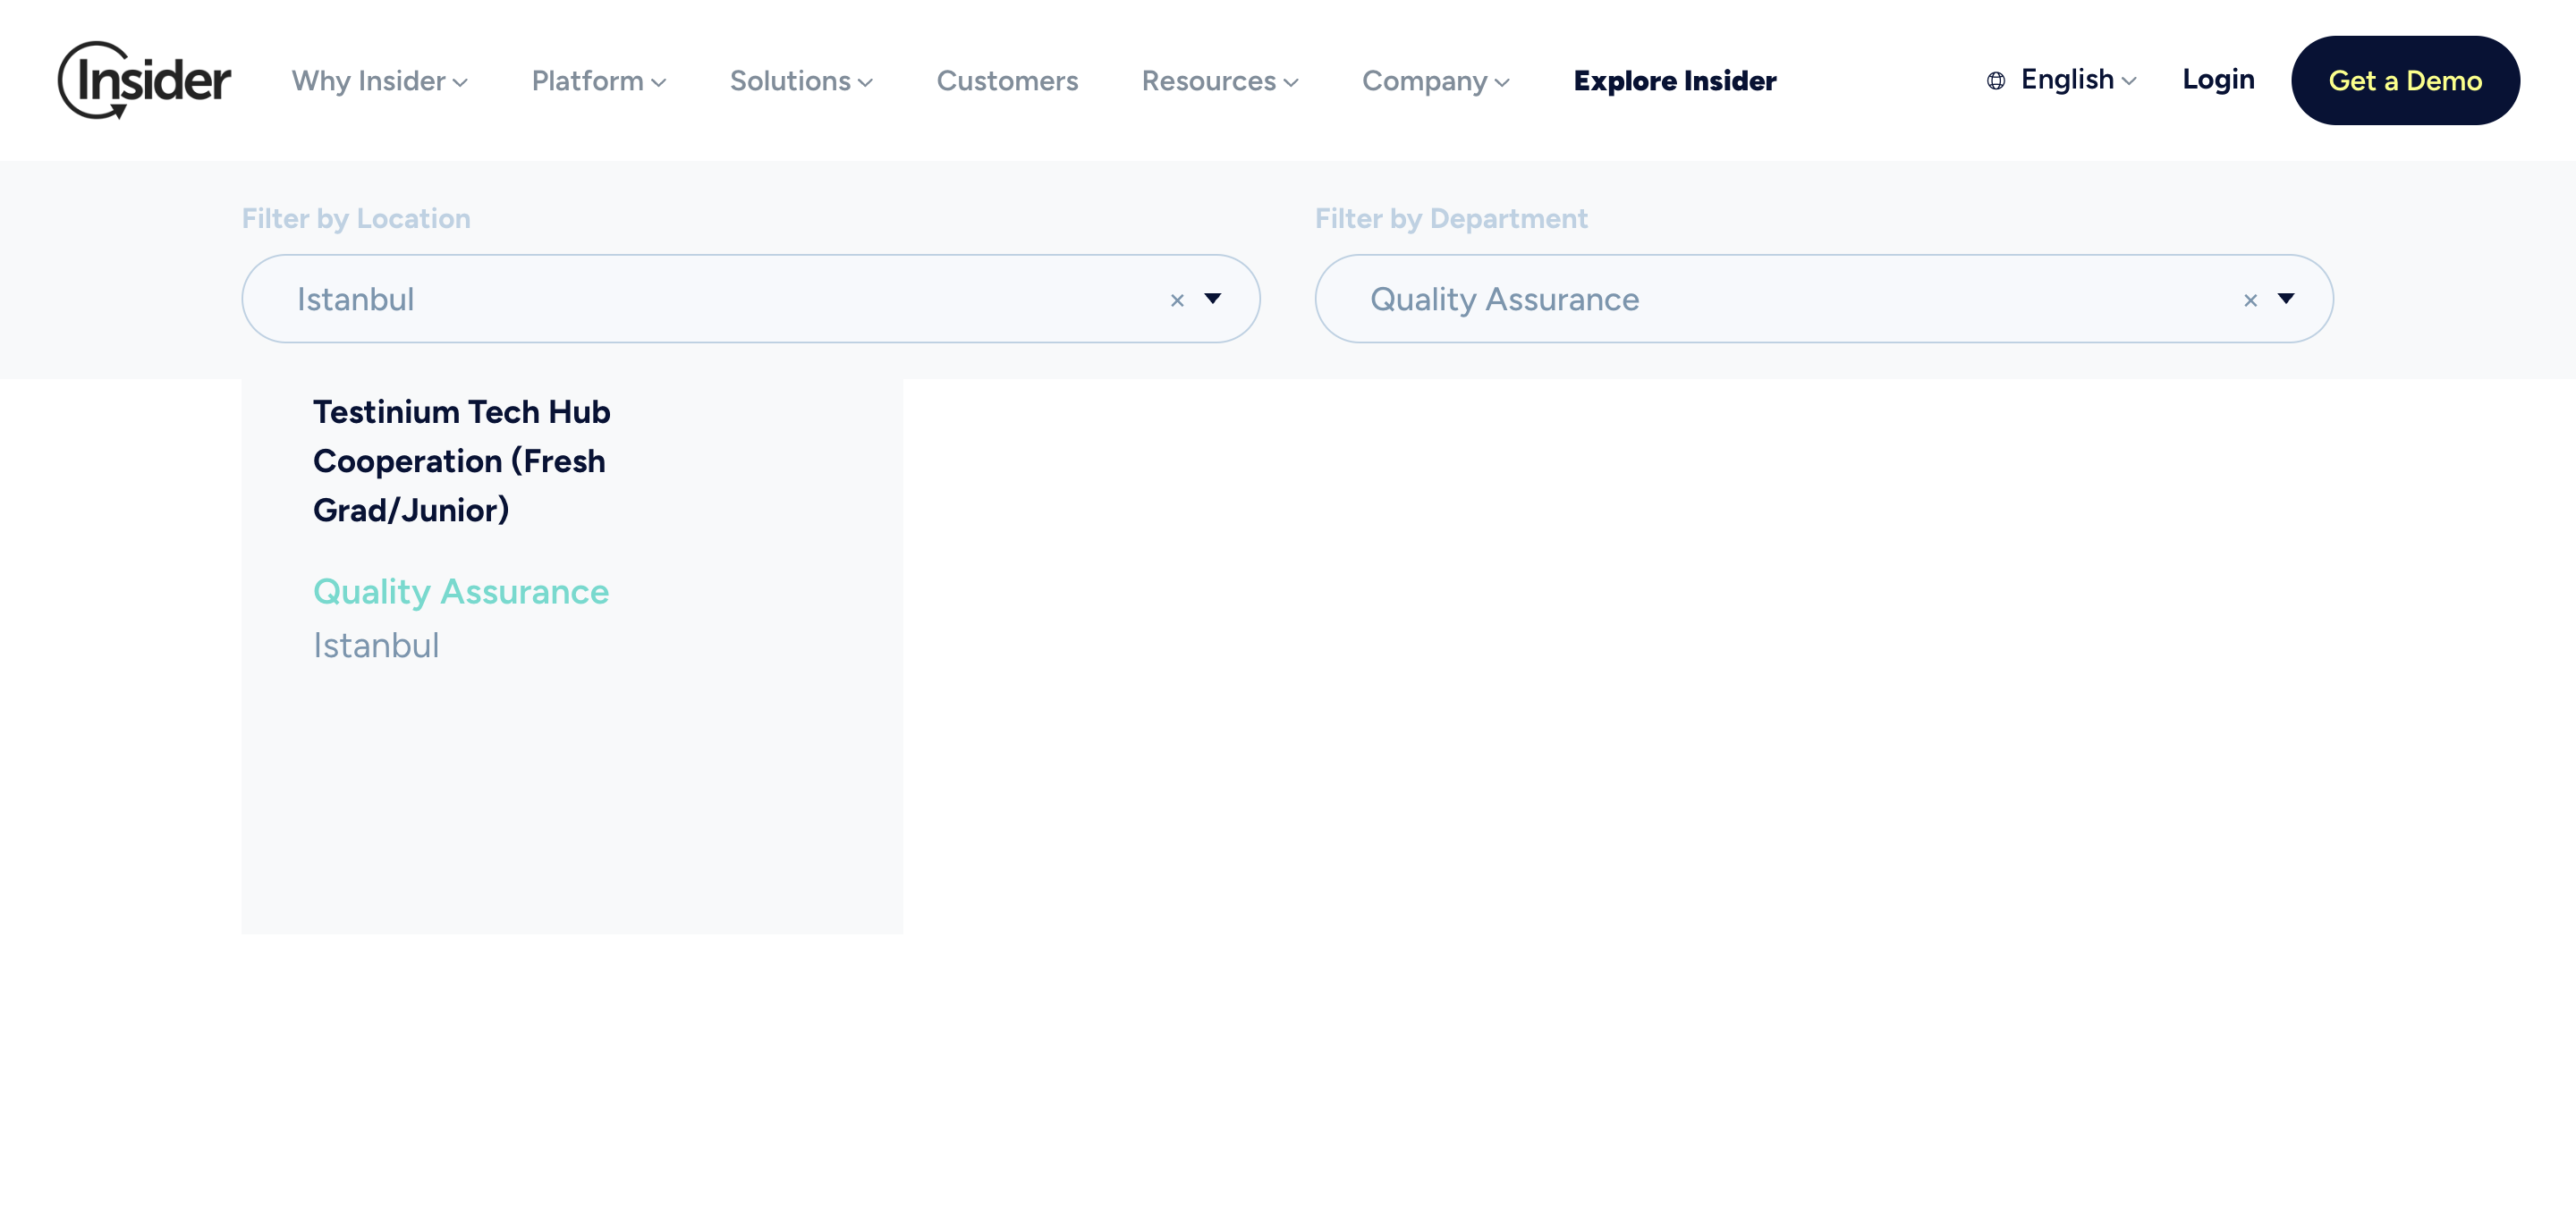 Insider
Why Insider
Platform
Solutions
Customers
Resources
Company
Explore Insider
English
Login
Get a Demo
Filter by Location
Filter by Department
Istanbul
×
Quality Assurance
×
Testinium Tech Hub
Cooperation (Fresh
Grad/Junior)
Quality Assurance
Istanbul